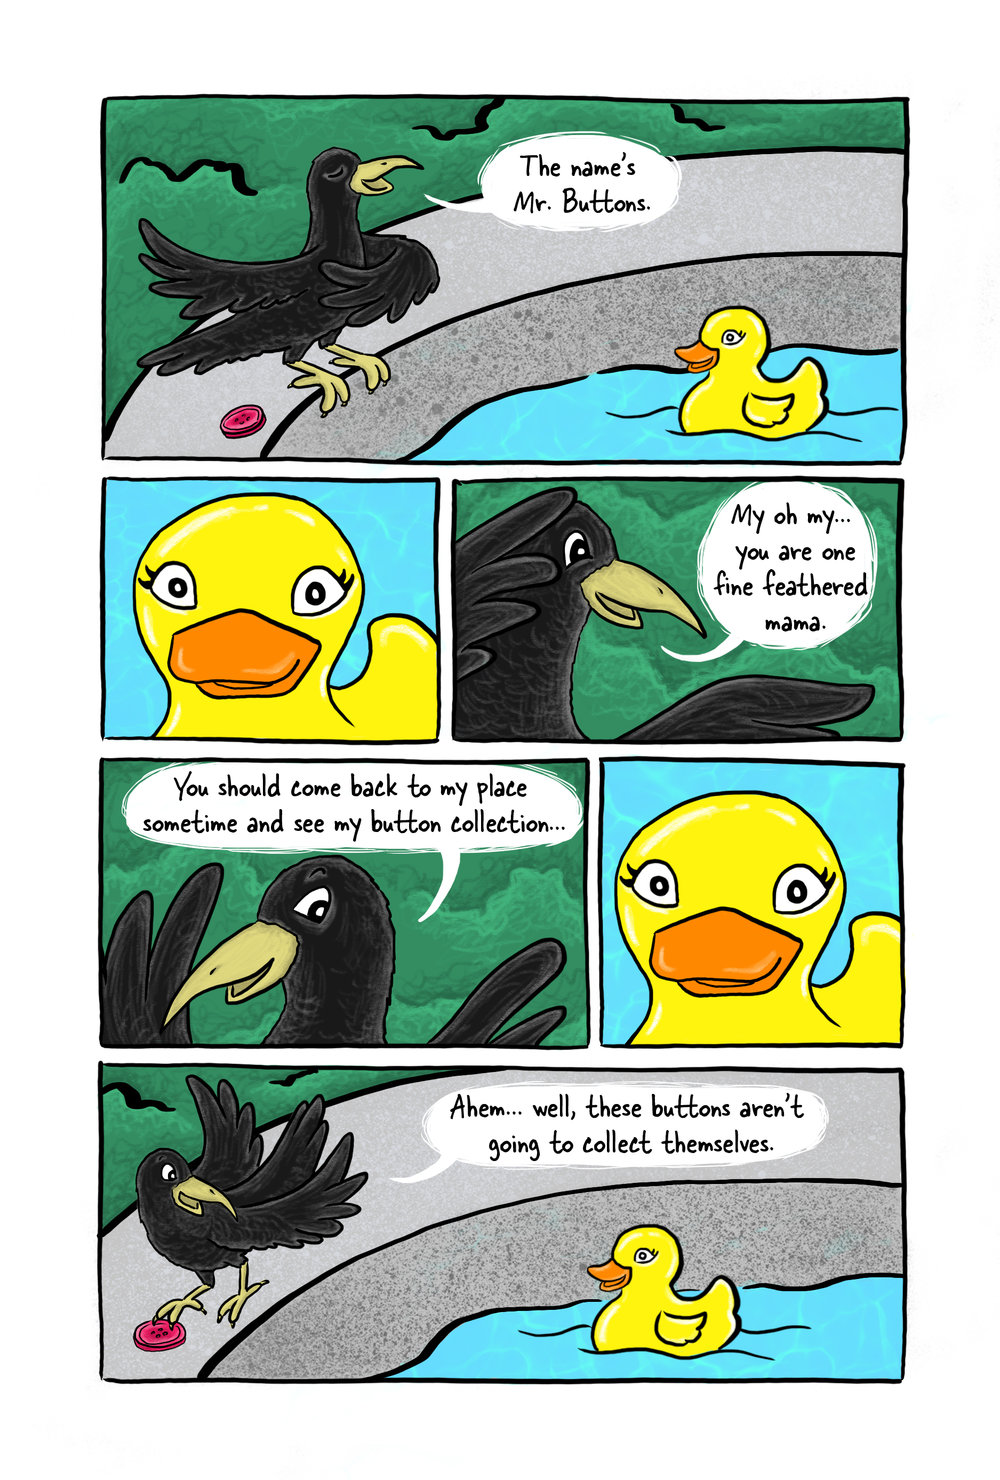 The name's
Mr. Buttons.
My oh my...
you are one
fine feathered
mama.
You should come back to my place
sometime and see my button collection...
Ahem... well, these buttons aren't
going to collect themselves.